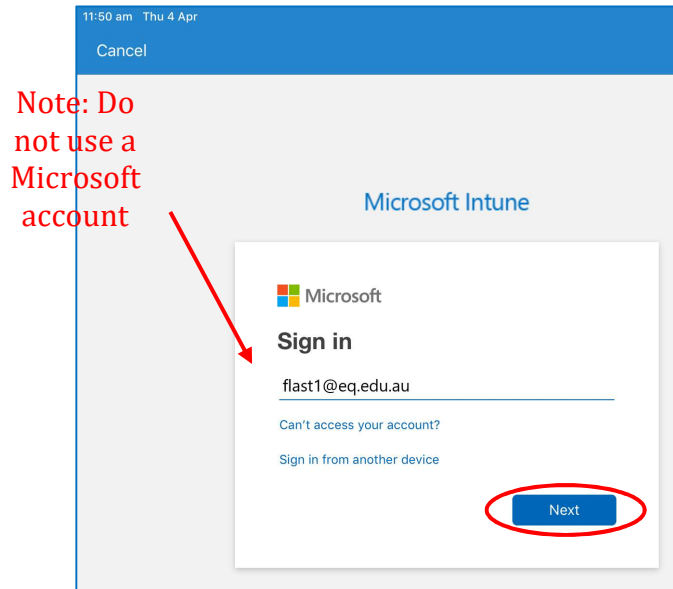 11:50 am Thu 4 Apr
Cancel
Note: Do
not use a
Microsoft
account
Microsoft Intune
Microsoft
Sign in
flast1@eq.edu.au
Can't access your account?
Sign in from another device
Next